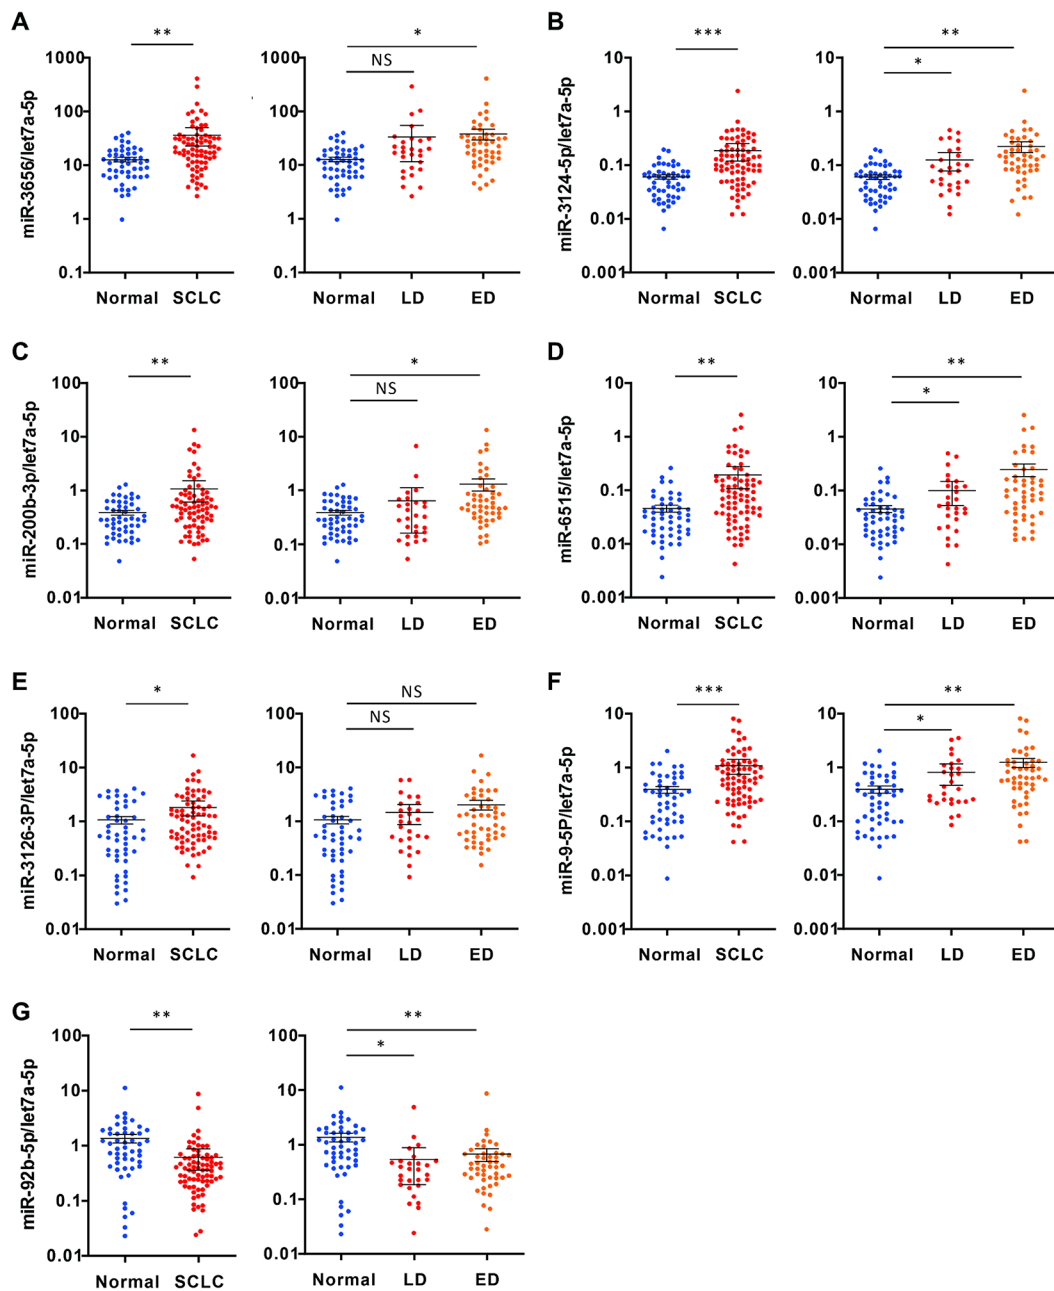 A
B
** NS * *** * **
miR-3656/let7a-5p
1000 100 10 1 0.1
Normal SCLC
1000 100 10 1 0.1
Normal LD ED
miR-3124-5p/let7a-5p
10 1 0.1 0.01 0.001
Normal SCLC
10 1 0.1 0.01 0.001
Normal LD ED
C
D
** NS * ** * **
miR-200b-3p/let7a-5p
100 10 1 0.1 0.01
Normal SCLC
100 10 1 0.1 0.01
Normal LD ED
miR-6515/let7a-5p
10 1 0.1 0.01 0.001
Normal SCLC
10 1 0.1 0.01 0.001
Normal LD ED
E
F
* NS NS *** * **
miR-3126-3P/let7a-5p
100 10 1 0.1 0.01
Normal SCLC
100 10 1 0.1 0.01
Normal LD ED
miR-9-5P/let7a-5p
10 1 0.1 0.01 0.001
Normal SCLC
10 1 0.1 0.01 0.001
Normal LD ED
G
** * **
miR-92b-5p/let7a-5p
100 10 1 0.1 0.01
Normal SCLC
100 10 1 0.1 0.01
Normal LD ED